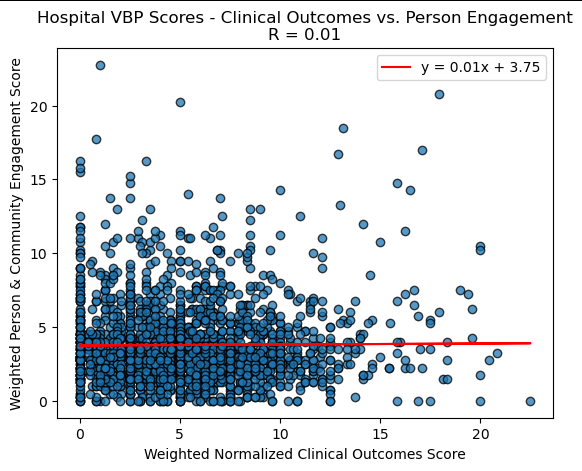 Hospital VBP Scores - Clinical Outcomes vs. Person Engagement
R = 0.01
y = 0.01x + 3.75
Weighted Person & Community Engagement Score
20
15
10
5
0
0 5 10 15 20
Weighted Normalized Clinical Outcomes Score